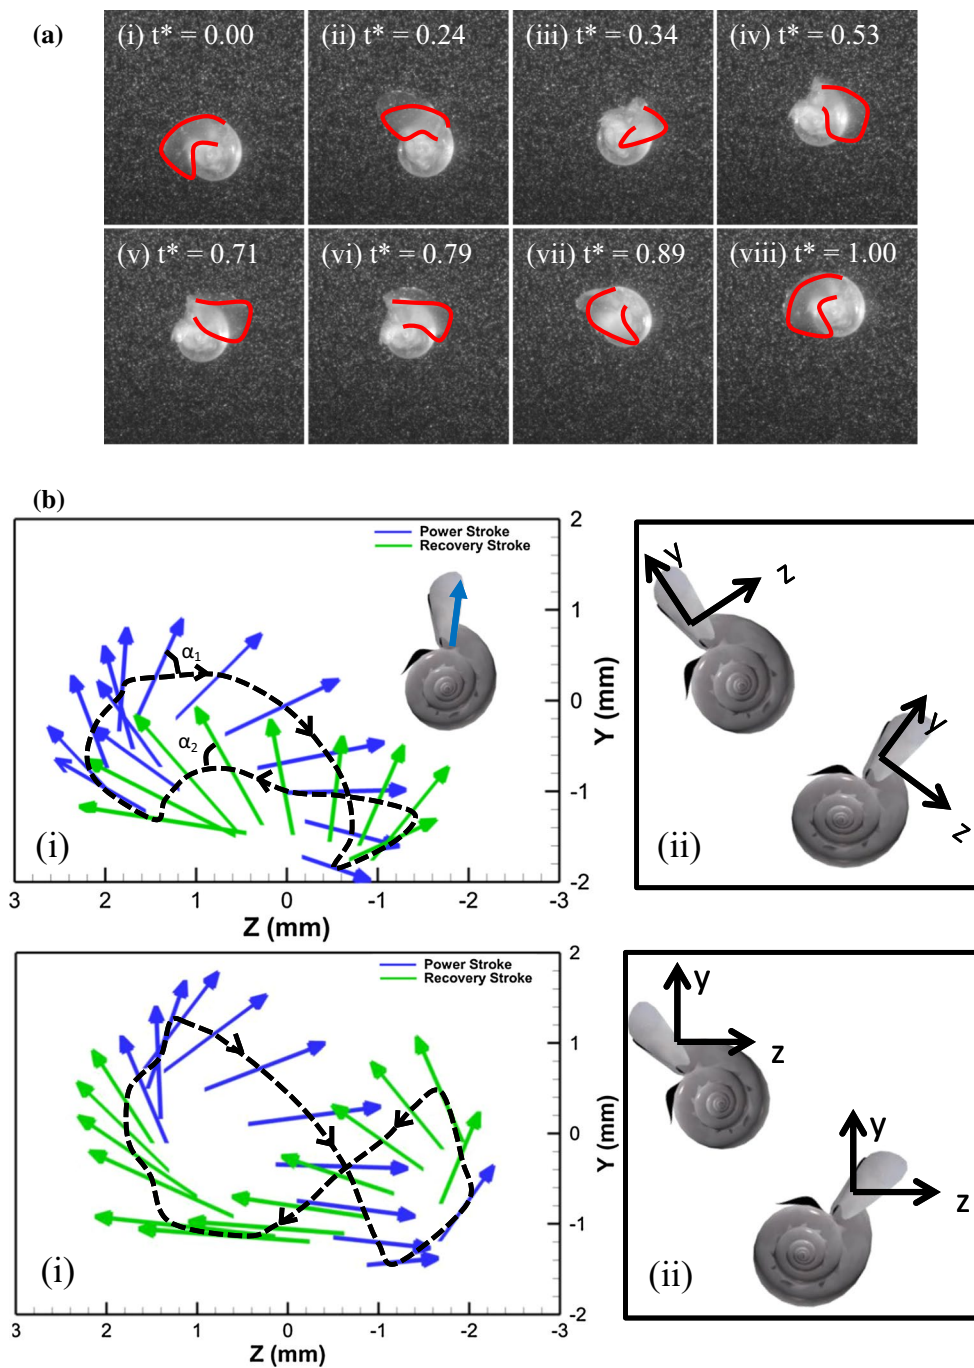 (a)
(i) t* = 0.00
(ii) t* = 0.24
(iii) t* = 0.34
(iv) t* = 0.53
(v) t* = 0.71
(vi) t* = 0.79
(vii) t* = 0.89
(viii) t* = 1.00
(b)
Power Stroke
Recovery Stroke
α1
α2
(i)
2
1
0
-1
-2
Y (mm)
3 2 1 0 -1 -2 -3
Z (mm)
y
z
y
z
(ii)
Power Stroke
Recovery Stroke
(i)
2
1
0
-1
-2
Y (mm)
3 2 1 0 -1 -2 -3
Z (mm)
y
z
y
z
(ii)